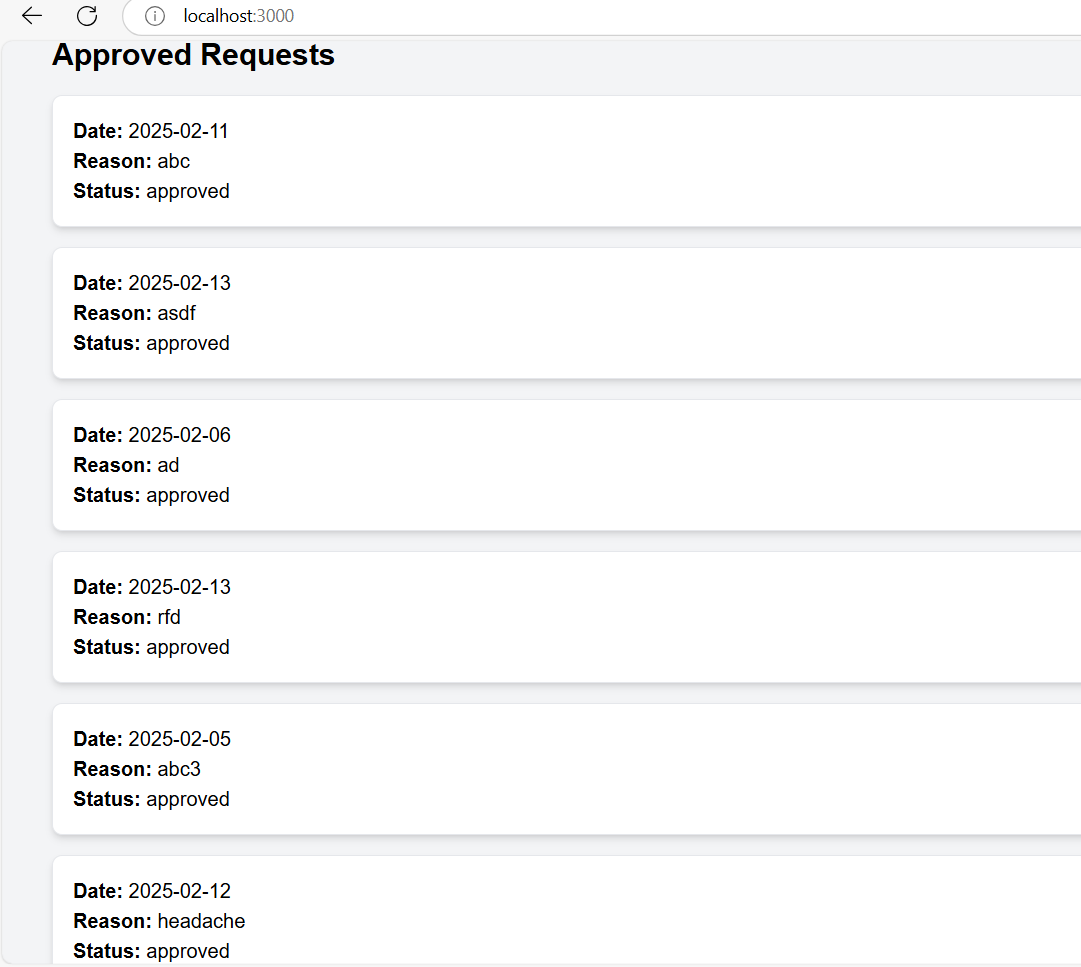 localhost:3000
Approved Requests
Date: 2025-02-11
Reason: abc
Status: approved
Date: 2025-02-13
Reason: asdf
Status: approved
Date: 2025-02-06
Reason: ad
Status: approved
Date: 2025-02-13
Reason: rfd
Status: approved
Date: 2025-02-05
Reason: abc3
Status: approved
Date: 2025-02-12
Reason: headache
Status: approved